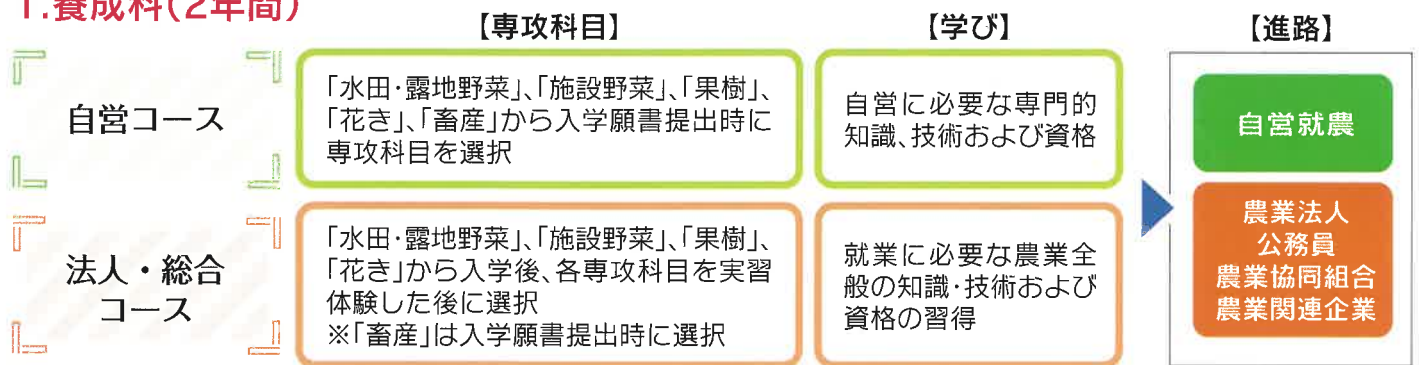 1.養成科(2年間)
【専攻科目】
【学び】
【進路】
自営コース
「水田・露地野菜」、「施設野菜」、「果樹」、
「花き」、「畜産」から入学願書提出時に
専攻科目を選択
自営に必要な専門的
知識、技術および資格
自営就農
法人・総合
コース
「水田・露地野菜」、「施設野菜」、「果樹」、
「花き」から入学後、各専攻科目を実習
体験した後に選択
※「畜産」は入学願書提出時に選択
就業に必要な農業全
般の知識・技術および
資格の習得
農業法人
公務員
農業協同組合
農業関連企業